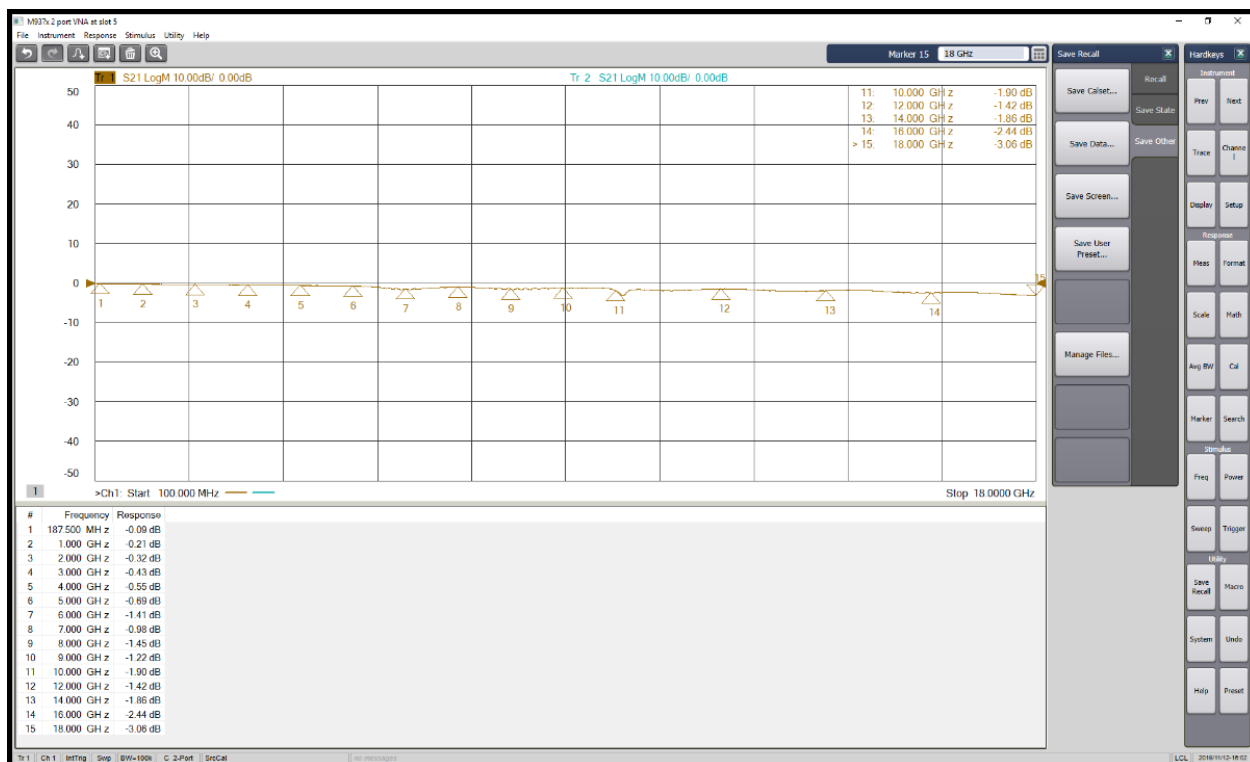 M937x 2 port VNA at slot 5
File Instrument Response Stimulus Utility Help
Marker 15 18 GHz
Tr 1 S21 LogM 10.00dB/ 0.00dB
Tr 2 S21 LogM 10.00dB/ 0.00dB
11: 10.000 GHz -1.90 dB
12: 12.000 GHz -1.42 dB
13: 14.000 GHz -1.86 dB
14: 16.000 GHz -2.44 dB
> 15: 18.000 GHz -3.06 dB
50
40
30
20
10
0
-10
-20
-30
-40
-50
1 2 3 4 5 6 7 8 9 10 11 12 13 14 15
1
>Ch1: Start 100.000 MHz
Stop 18.0000 GHz
# Frequency Response
1 187.500 MHz -0.09 dB
2 1.000 GHz -0.21 dB
3 2.000 GHz -0.32 dB
4 3.000 GHz -0.43 dB
5 4.000 GHz -0.55 dB
6 5.000 GHz -0.69 dB
7 6.000 GHz -1.41 dB
8 7.000 GHz -0.98 dB
9 8.000 GHz -1.45 dB
10 9.000 GHz -1.22 dB
11 10.000 GHz -1.90 dB
12 12.000 GHz -1.42 dB
13 14.000 GHz -1.86 dB
14 16.000 GHz -2.44 dB
15 18.000 GHz -3.06 dB
Save Recall
Save Calset...
Save Data...
Save Screen...
Save User
Preset...
Manage Files...
Recall
Save State
Save Other
Hardkeys
Instrument
Prev Next
Trace Channe
l
Display Setup
Response
Meas Format
Scale Math
Avg BW Cal
Marker Search
Stimulus
Freq Power
Sweep Trigger
Utility
Save
Recall
Macro
System Undo
Help Preset
Tr 1 Ch 1 IntTrig Swp BW=100k C 2-Port SrcCal no messages LCL 2019/11/12-16:02